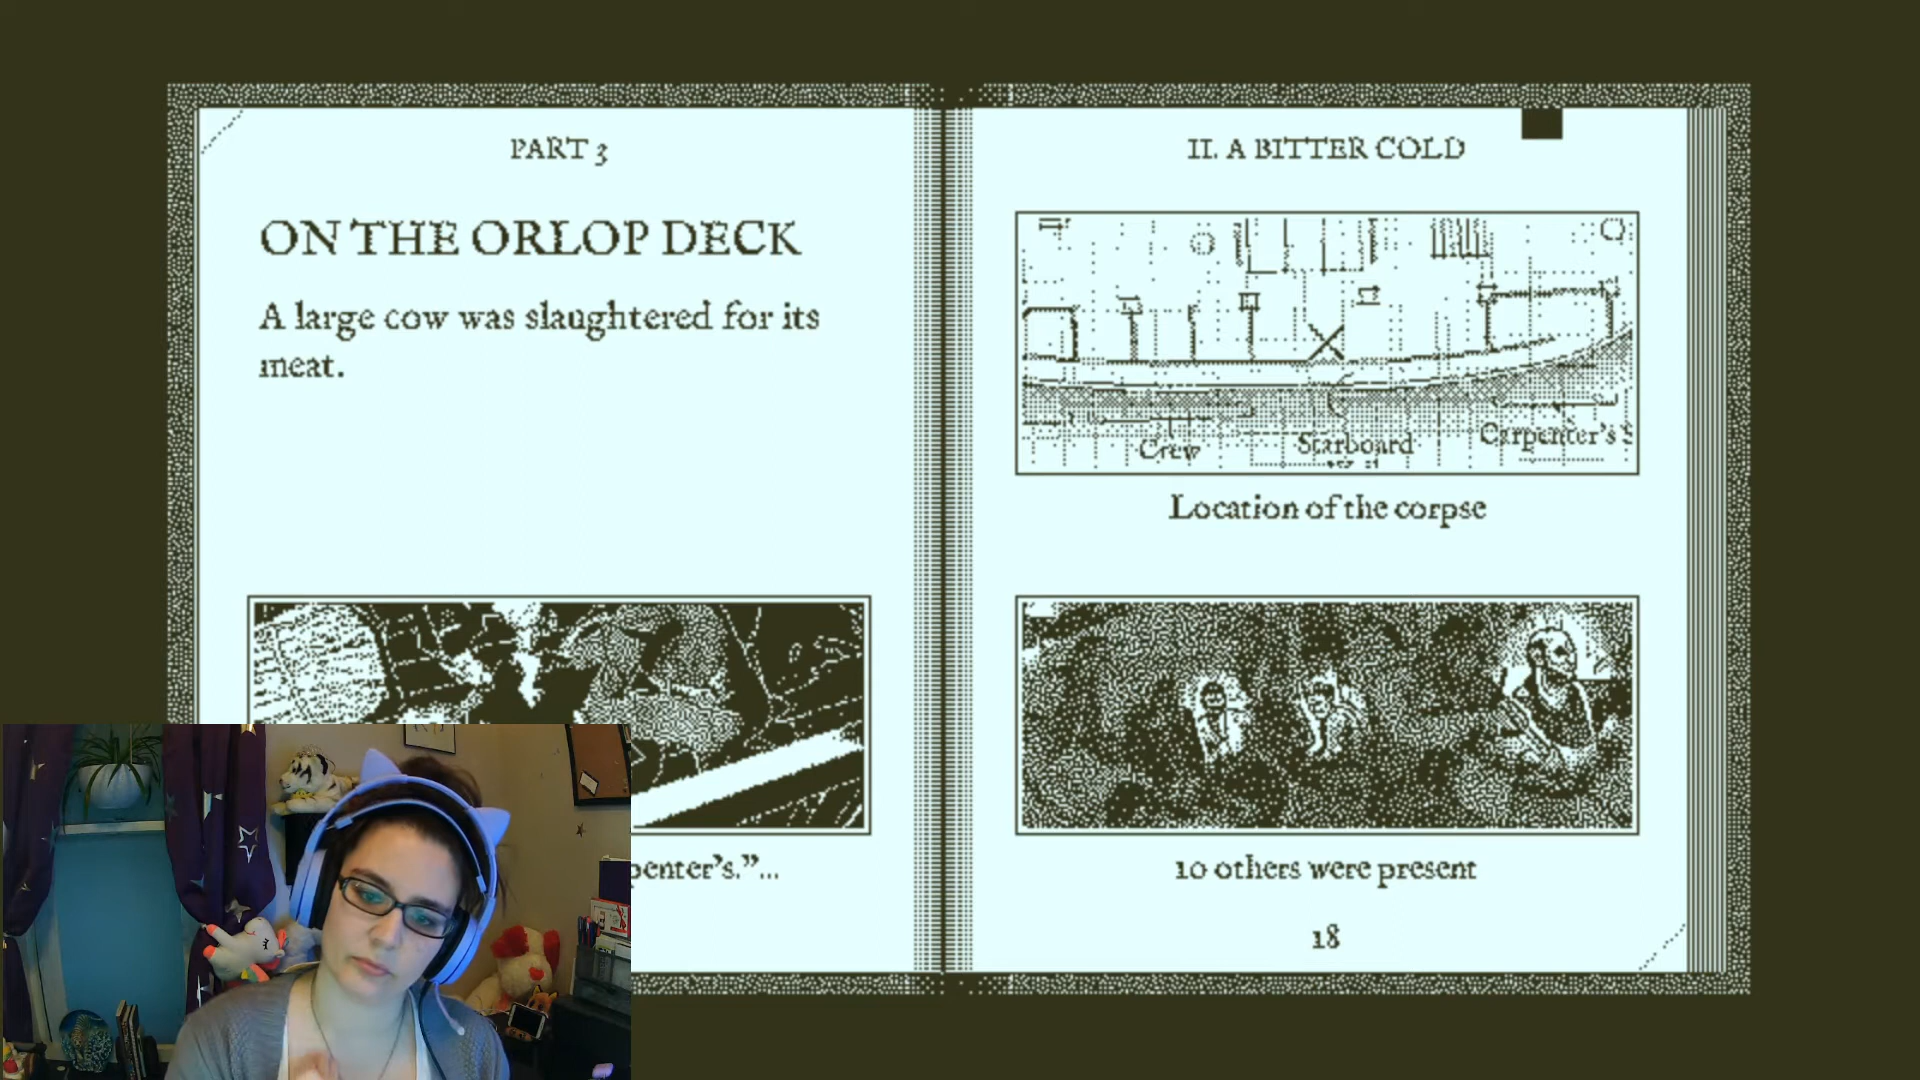 PART 3
ON THE ORLOP DECK
A large cow was slaughtered for its
meat.
penter's."...
II. A BITTER COLD
Crew
Starboard
Carpenter's
Location of the corpse
10 others were present
18